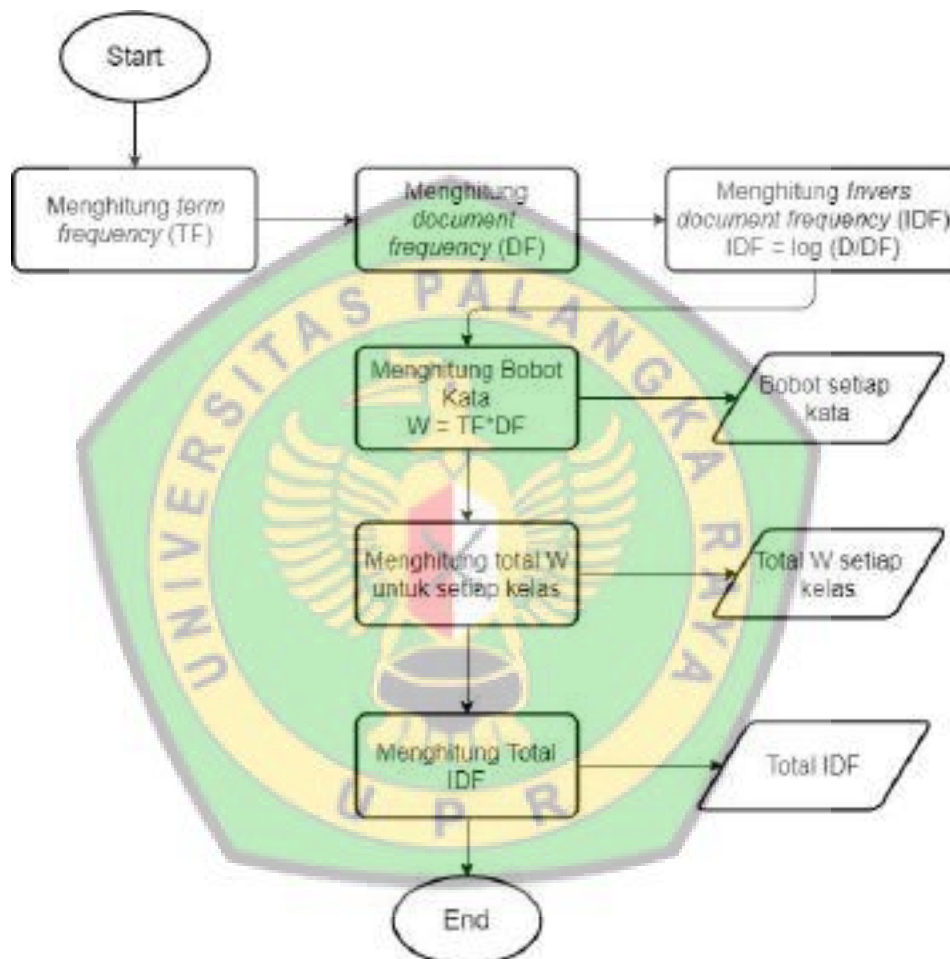 Start
Menghitung term
frequency (TF)
Menghitung
document
frequency (DF)
Menghitung Invers
document frequency (IDF)
IDF = log (D/DF)
Menghitung Bobot
Kata
W = TF*DF
Bobot setiap
kata
Menghitung total W
untuk setiap kelas
Total W setiap
kelas
Menghitung Total
IDF
Total IDF
End
UNIVERSITAS PALANGKA RAYA
UPR